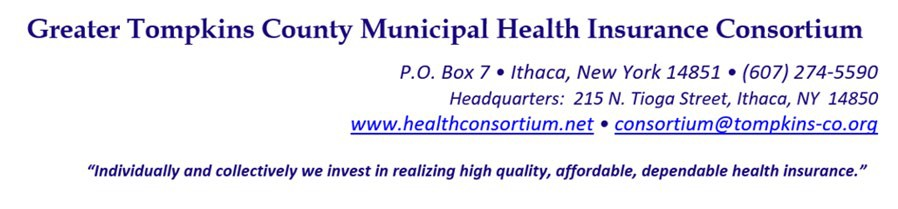 Greater Tompkins County Municipal Health Insurance Consortium
P.O. Box 7 • Ithaca, New York 14851 • (607) 274-5590
Headquarters:  215 N. Tioga Street, Ithaca, NY  14850
www.healthconsortium.net • consortium@tompkins-co.org
“Individually and collectively we invest in realizing high quality, affordable, dependable health insurance.”